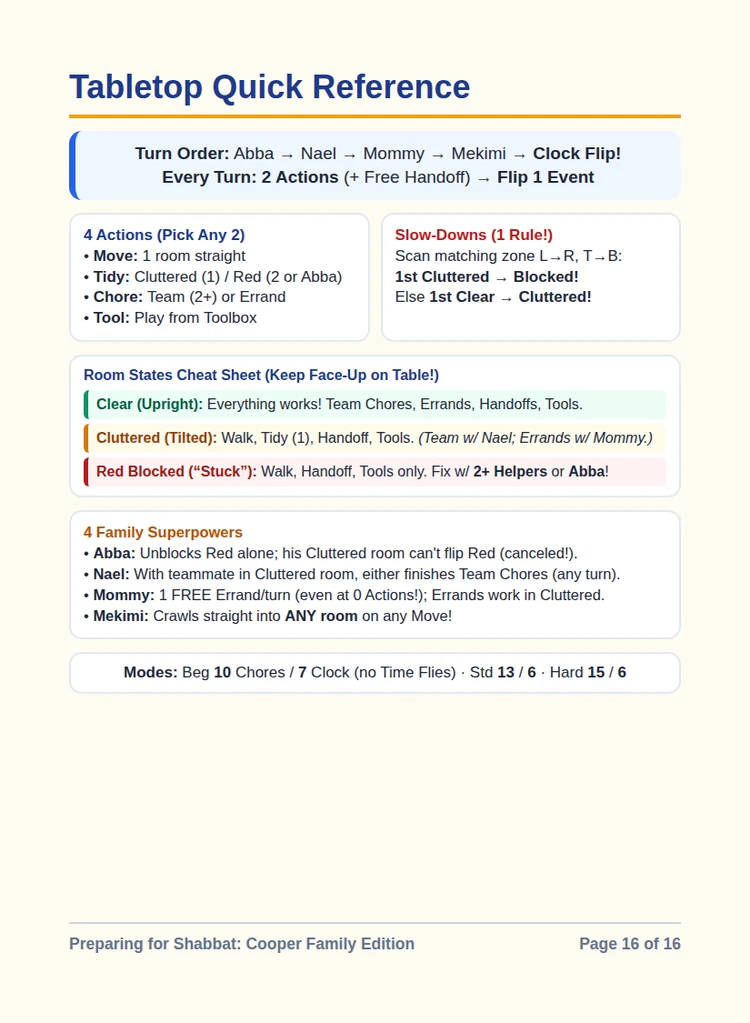 Tabletop Quick Reference
Turn Order: Abba → Nael → Mommy → Mekimi → Clock Flip!
Every Turn: 2 Actions (+ Free Handoff) → Flip 1 Event
4 Actions (Pick Any 2)
• Move: 1 room straight
• Tidy: Cluttered (1) / Red (2 or Abba)
• Chore: Team (2+) or Errand
• Tool: Play from Toolbox
Slow-Downs (1 Rule!)
Scan matching zone L→R, T→B:
1st Cluttered → Blocked!
Else 1st Clear → Cluttered!
Room States Cheat Sheet (Keep Face-Up on Table!)
Clear (Upright): Everything works! Team Chores, Errands, Handoffs, Tools.
Cluttered (Tilted): Walk, Tidy (1), Handoff, Tools. (Team w/ Nael; Errands w/ Mommy.)
Red Blocked (“Stuck”): Walk, Handoff, Tools only. Fix w/ 2+ Helpers or Abba!
4 Family Superpowers
• Abba: Unblocks Red alone; his Cluttered room can't flip Red (canceled!).
• Nael: With teammate in Cluttered room, either finishes Team Chores (any turn).
• Mommy: 1 FREE Errand/turn (even at 0 Actions!); Errands work in Cluttered.
• Mekimi: Crawls straight into ANY room on any Move!
Modes: Beg 10 Chores / 7 Clock (no Time Flies) · Std 13 / 6 · Hard 15 / 6
Preparing for Shabbat: Cooper Family Edition
Page 16 of 16